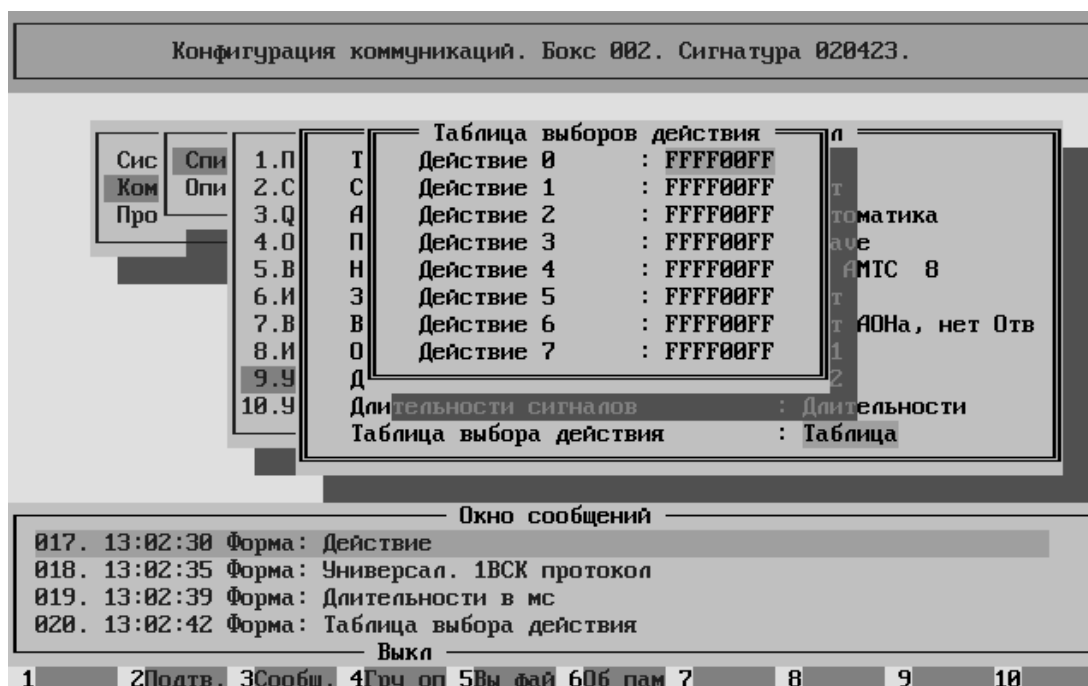 Конфигурация коммуникаций. Бокс 002. Сигнатура 020423.
Таблица выборов действия л
Сис Спи 1.П Т Действие 0 : FFFF00FF
Ком Опи 2.С С Действие 1 : FFFF00FF т
Про 3.Q А Действие 2 : FFFF00FF томатика
4.О П Действие 3 : FFFF00FF ave
5.В Н Действие 4 : FFFF00FF АМТС 8
6.И З Действие 5 : FFFF00FF т
7.В В Действие 6 : FFFF00FF т АОНа, нет Отв
8.И О Действие 7 : FFFF00FF 1
9.У Д 2
10.У Длительности сигналов : Длительности
Таблица выбора действия : Таблица
Окно сообщений
017. 13:02:30 Форма: Действие
018. 13:02:35 Форма: Универсал. 1ВСК протокол
019. 13:02:39 Форма: Длительности в мс
020. 13:02:42 Форма: Таблица выбора действия
Выкл
1 2Подтв. 3Сообщ. 4Гру оп 5Вы фай 6Об пам 7 8 9 10